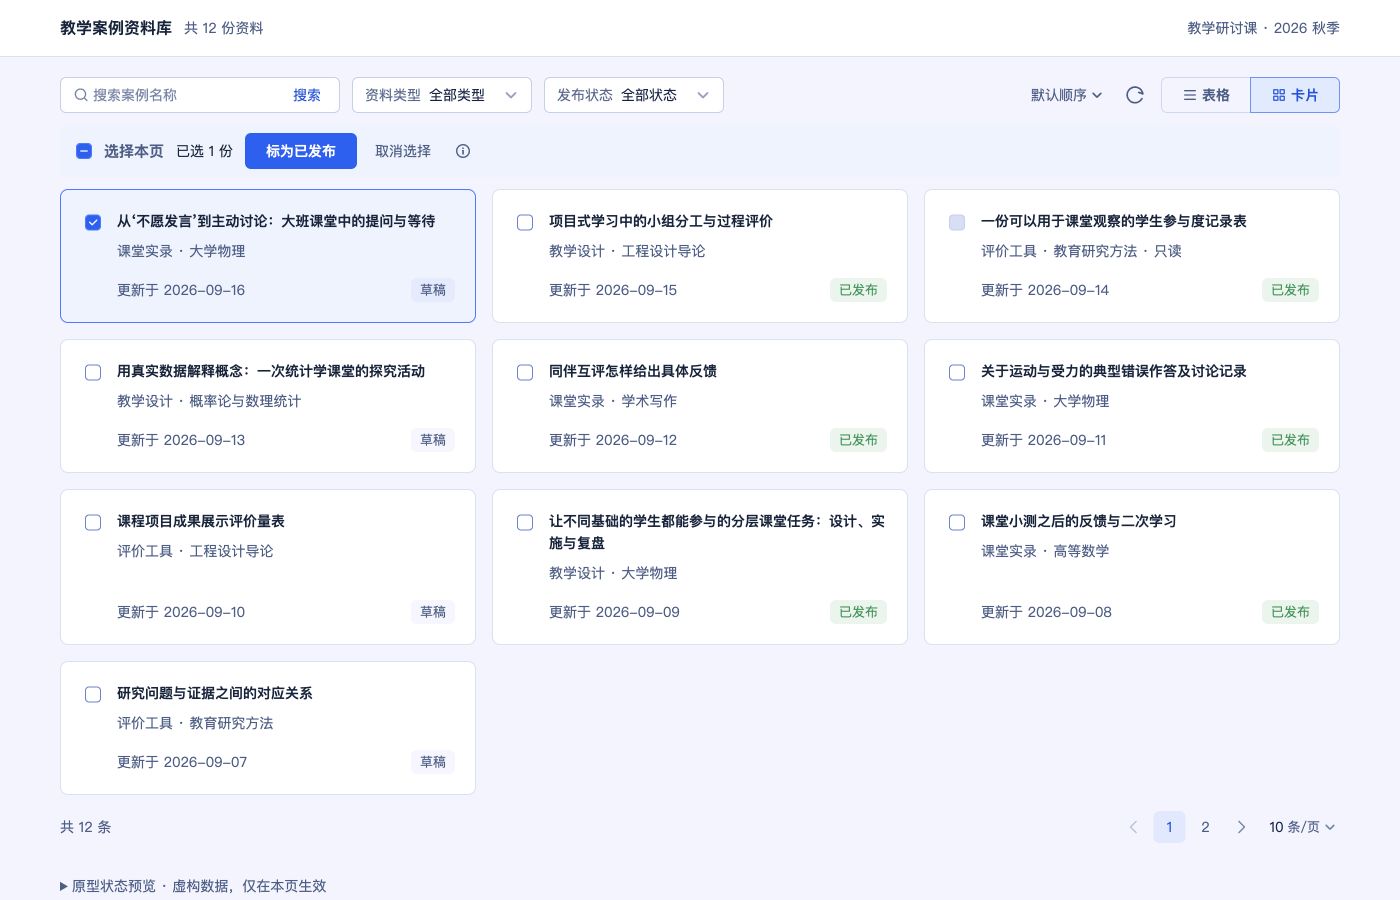 教学案例资料库 共 12 份资料 教学研讨课 · 2026 秋季
搜索案例名称 搜索 资料类型 全部类型 发布状态 全部状态 默认顺序 表格 卡片
选择本页 已选 1 份 标为已发布 取消选择
从‘不愿发言’到主动讨论：大班课堂中的提问与等待
课堂实录 · 大学物理
更新于 2026-09-16 草稿
项目式学习中的小组分工与过程评价
教学设计 · 工程设计导论
更新于 2026-09-15 已发布
一份可以用于课堂观察的学生参与度记录表
评价工具 · 教育研究方法 · 只读
更新于 2026-09-14 已发布
用真实数据解释概念：一次统计学课堂的探究活动
教学设计 · 概率论与数理统计
更新于 2026-09-13 草稿
同伴互评怎样给出具体反馈
课堂实录 · 学术写作
更新于 2026-09-12 已发布
关于运动与受力的典型错误作答及讨论记录
课堂实录 · 大学物理
更新于 2026-09-11 已发布
课程项目成果展示评价量表
评价工具 · 工程设计导论
更新于 2026-09-10 草稿
让不同基础的学生都能参与的分层课堂任务：设计、实
施与复盘
教学设计 · 大学物理
更新于 2026-09-09 已发布
课堂小测之后的反馈与二次学习
课堂实录 · 高等数学
更新于 2026-09-08 已发布
研究问题与证据之间的对应关系
评价工具 · 教育研究方法
更新于 2026-09-07 草稿
共 12 条 1 2 10 条/页
原型状态预览 · 虚构数据，仅在本页生效